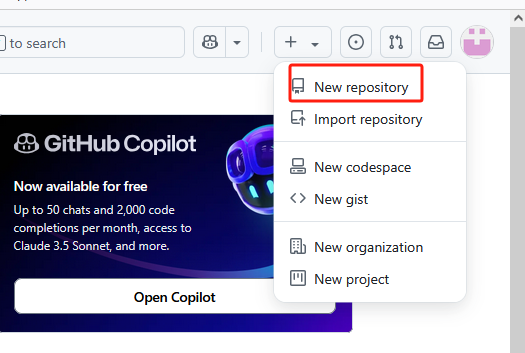 to search
New repository
Import repository
New codespace
New gist
New organization
New project
GitHub Copilot
Now available for free
Up to 50 chats and 2,000 code
completions per month, access to
Claude 3.5 Sonnet, and more.
Open Copilot